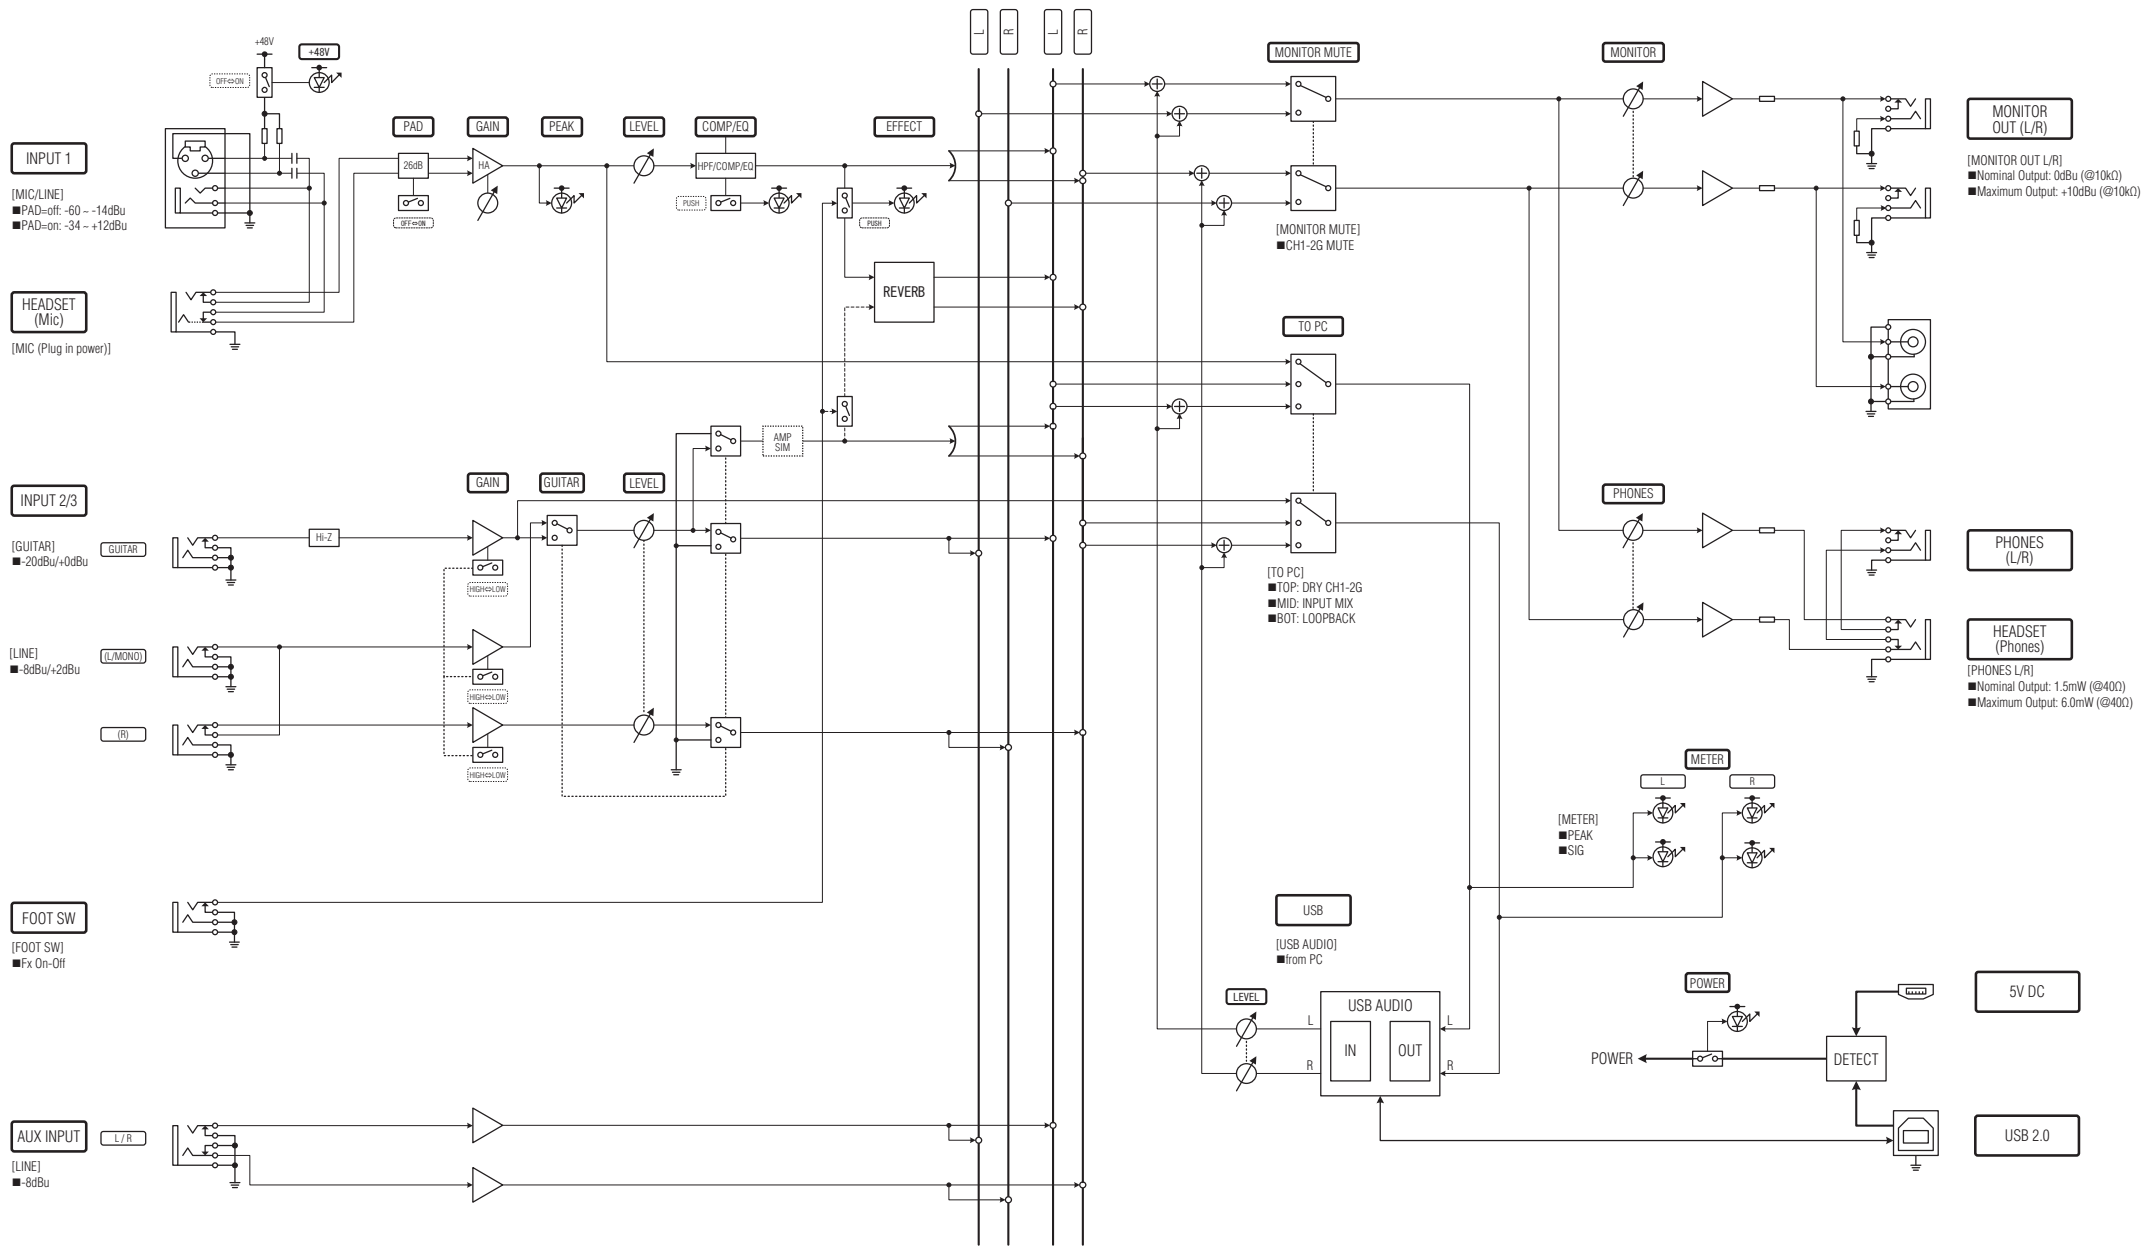 L
R
L
R
+48V
+48V
OFF⇔ON
MONITOR MUTE
MONITOR
INPUT 1
[MIC/LINE]
■PAD=off: -60 ~ -14dBu
■PAD=on: -34 ~ +12dBu
PAD
GAIN
PEAK
LEVEL
COMP/EQ
EFFECT
26dB
HA
HPF/COMP/EQ
OFF⇔ON
PUSH
PUSH
[MONITOR MUTE]
■CH1-2G MUTE
MONITOR
OUT (L/R)
[MONITOR OUT L/R]
■Nominal Output: 0dBu (@10kΩ)
■Maximum Output: +10dBu (@10kΩ)
HEADSET
(Mic)
[MIC (Plug in power)]
REVERB
TO PC
AMP
SIM
INPUT 2/3
[GUITAR]
■-20dBu/+0dBu
GUITAR
Hi-Z
GAIN
GUITAR
LEVEL
HIGH⇔LOW
[TO PC]
■TOP: DRY CH1-2G
■MID: INPUT MIX
■BOT: LOOPBACK
PHONES
PHONES
(L/R)
HEADSET
(Phones)
[PHONES L/R]
■Nominal Output: 1.5mW (@40Ω)
■Maximum Output: 6.0mW (@40Ω)
[LINE]
■-8dBu/+2dBu
(L/MONO)
HIGH⇔LOW
(R)
HIGH⇔LOW
METER
L
R
[METER]
■PEAK
■SIG
FOOT SW
[FOOT SW]
■Fx On-Off
USB
[USB AUDIO]
■from PC
LEVEL
USB AUDIO
L
R
IN
OUT
L
R
POWER
POWER
DETECT
5V DC
USB 2.0
AUX INPUT
L / R
[LINE]
■-8dBu